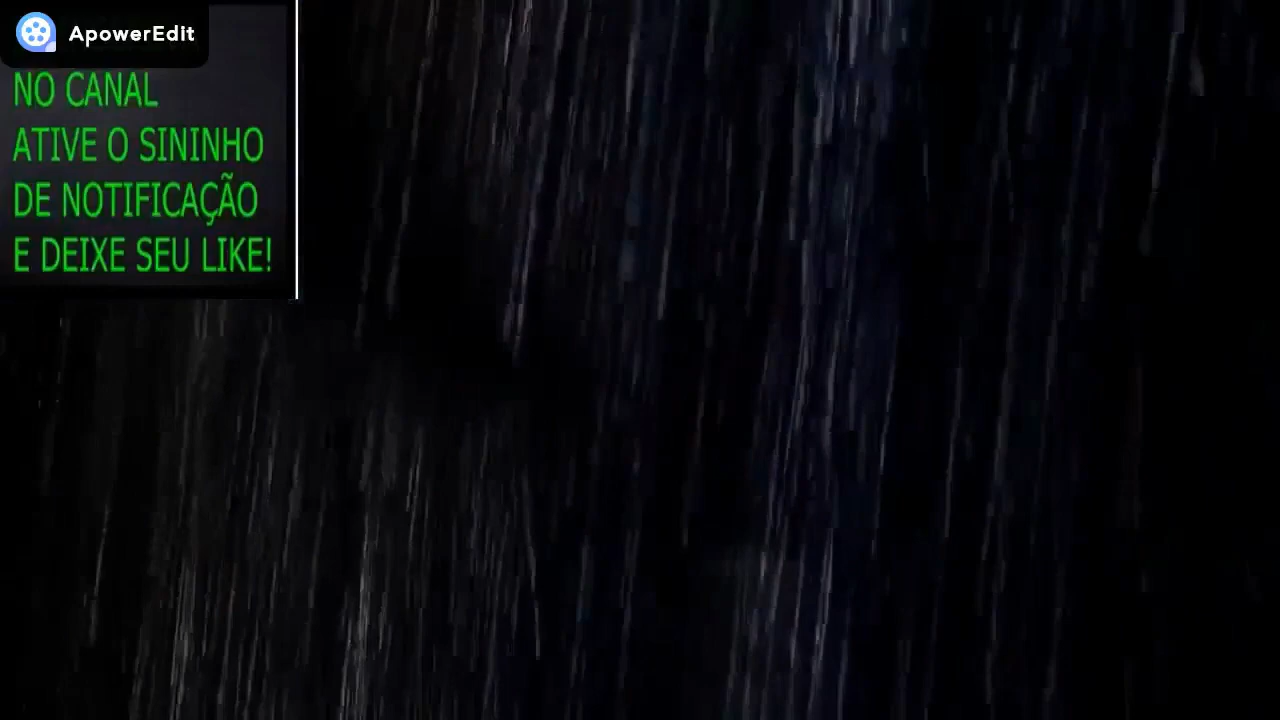 ApowerEdit
NO CANAL
ATIVE O SININHO
DE NOTIFICAÇÃO
E DEIXE SEU LIKE!